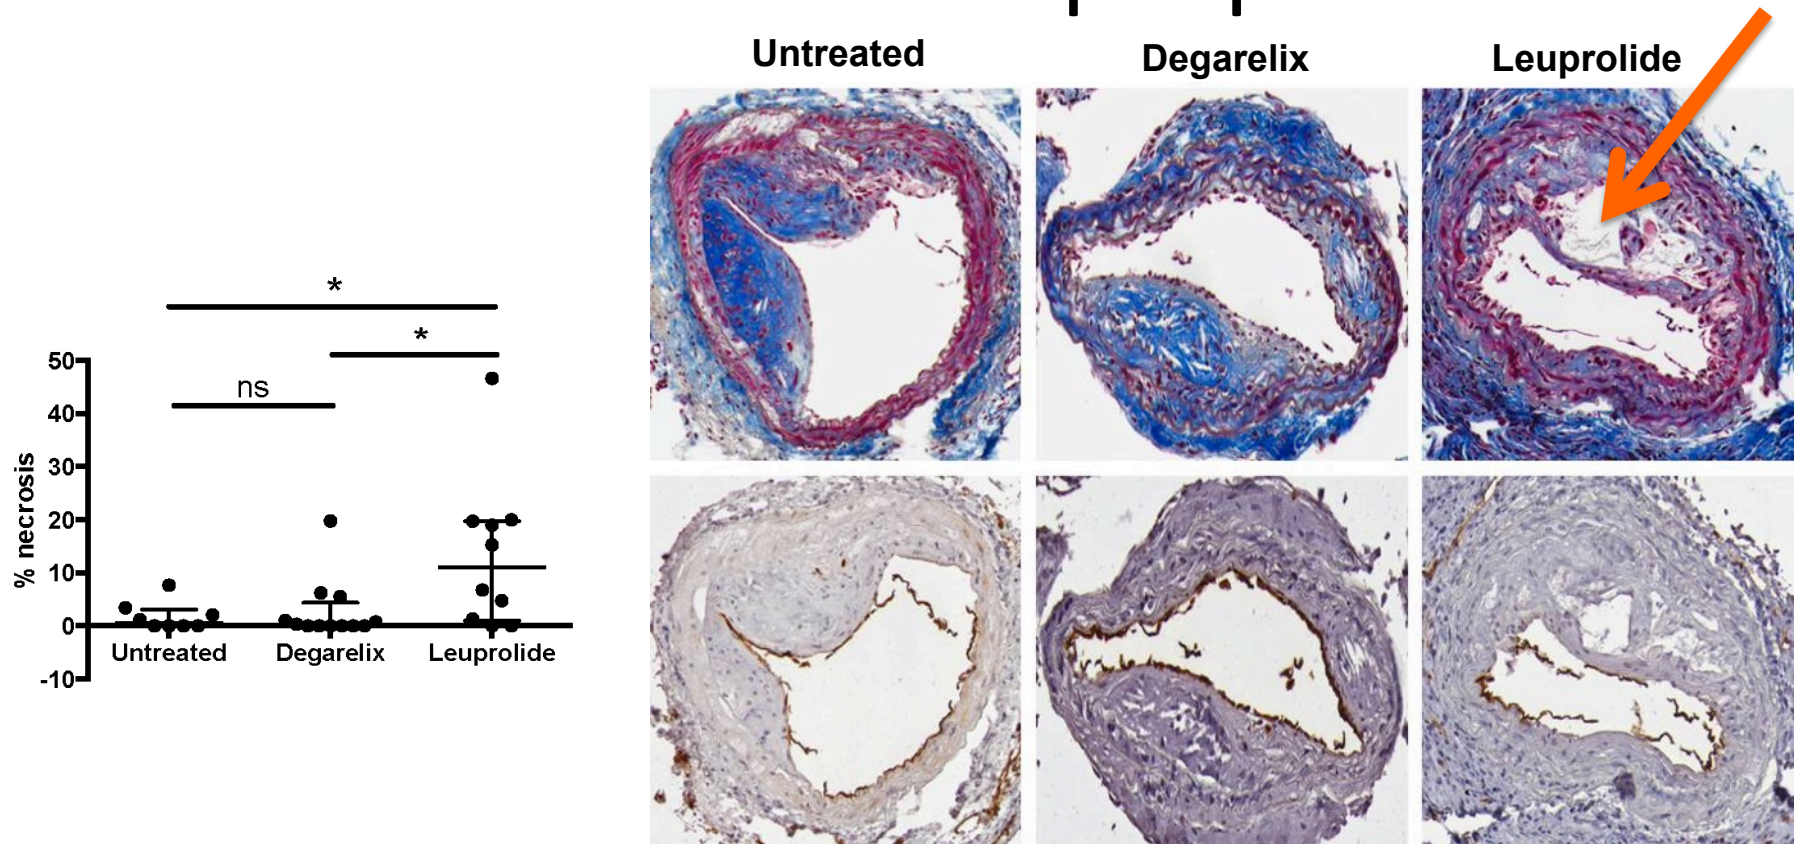 Untreated
Degarelix
Leuprolide
*
*
ns
50
40
30
20
10
0
-10
% necrosis
Untreated
Degarelix
Leuprolide